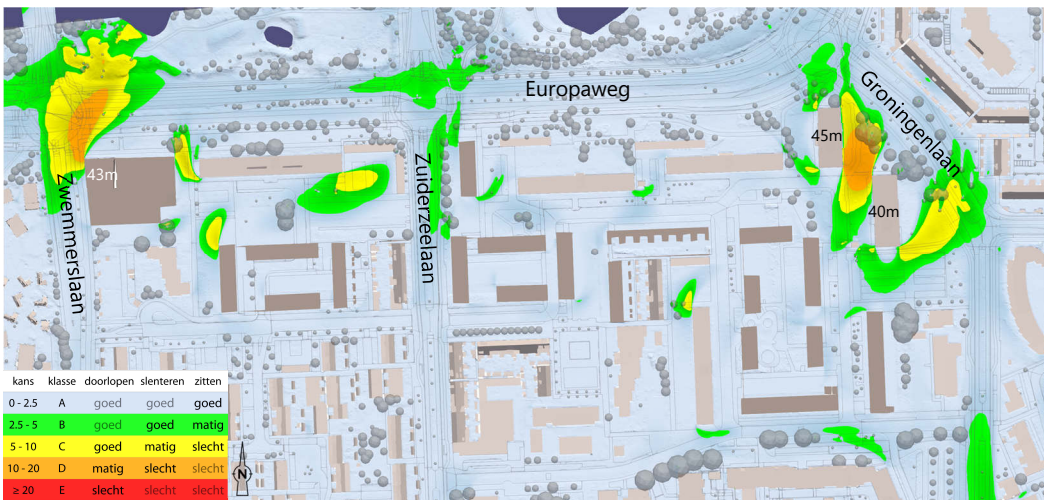 Europaweg
Groningenlaan
45m
43m
Zuiderzeelaan
Zwemmerslaan
40m
kans klasse doorlopen slenteren zitten
0 - 2.5 A goed goed goed
2.5 - 5 B goed goed matig
5 - 10 C goed matig slecht
10 - 20 D matig slecht slecht
≥ 20 E slecht slecht slecht
N